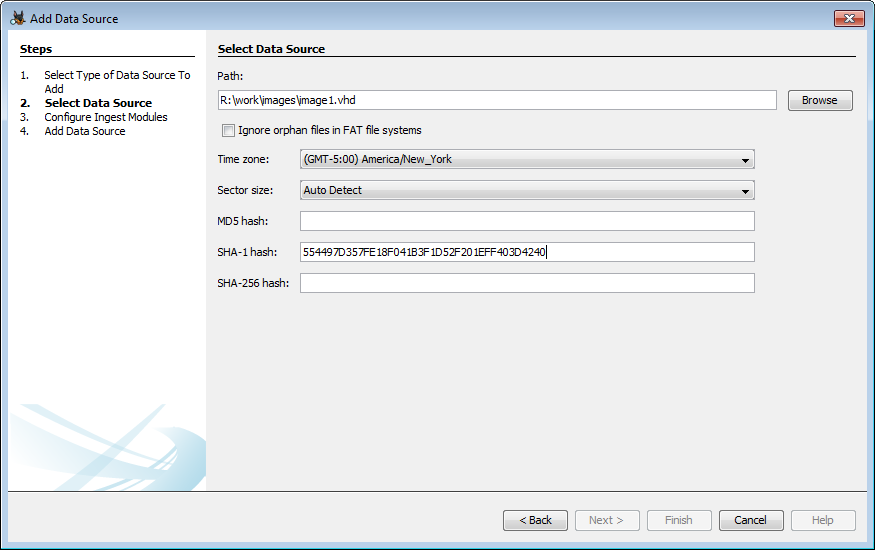 Add Data Source
Steps
1. Select Type of Data Source To
Add
2. Select Data Source
3. Configure Ingest Modules
4. Add Data Source
Select Data Source
Path:
R:\work\images\image1.vhd
Browse
Ignore orphan files in FAT file systems
Time zone: (GMT-5:00) America/New_York
Sector size: Auto Detect
MD5 hash:
SHA-1 hash: 554497D357FE18F041B3F1D52F201EFF403D4240
SHA-256 hash:
< Back Next > Finish Cancel Help